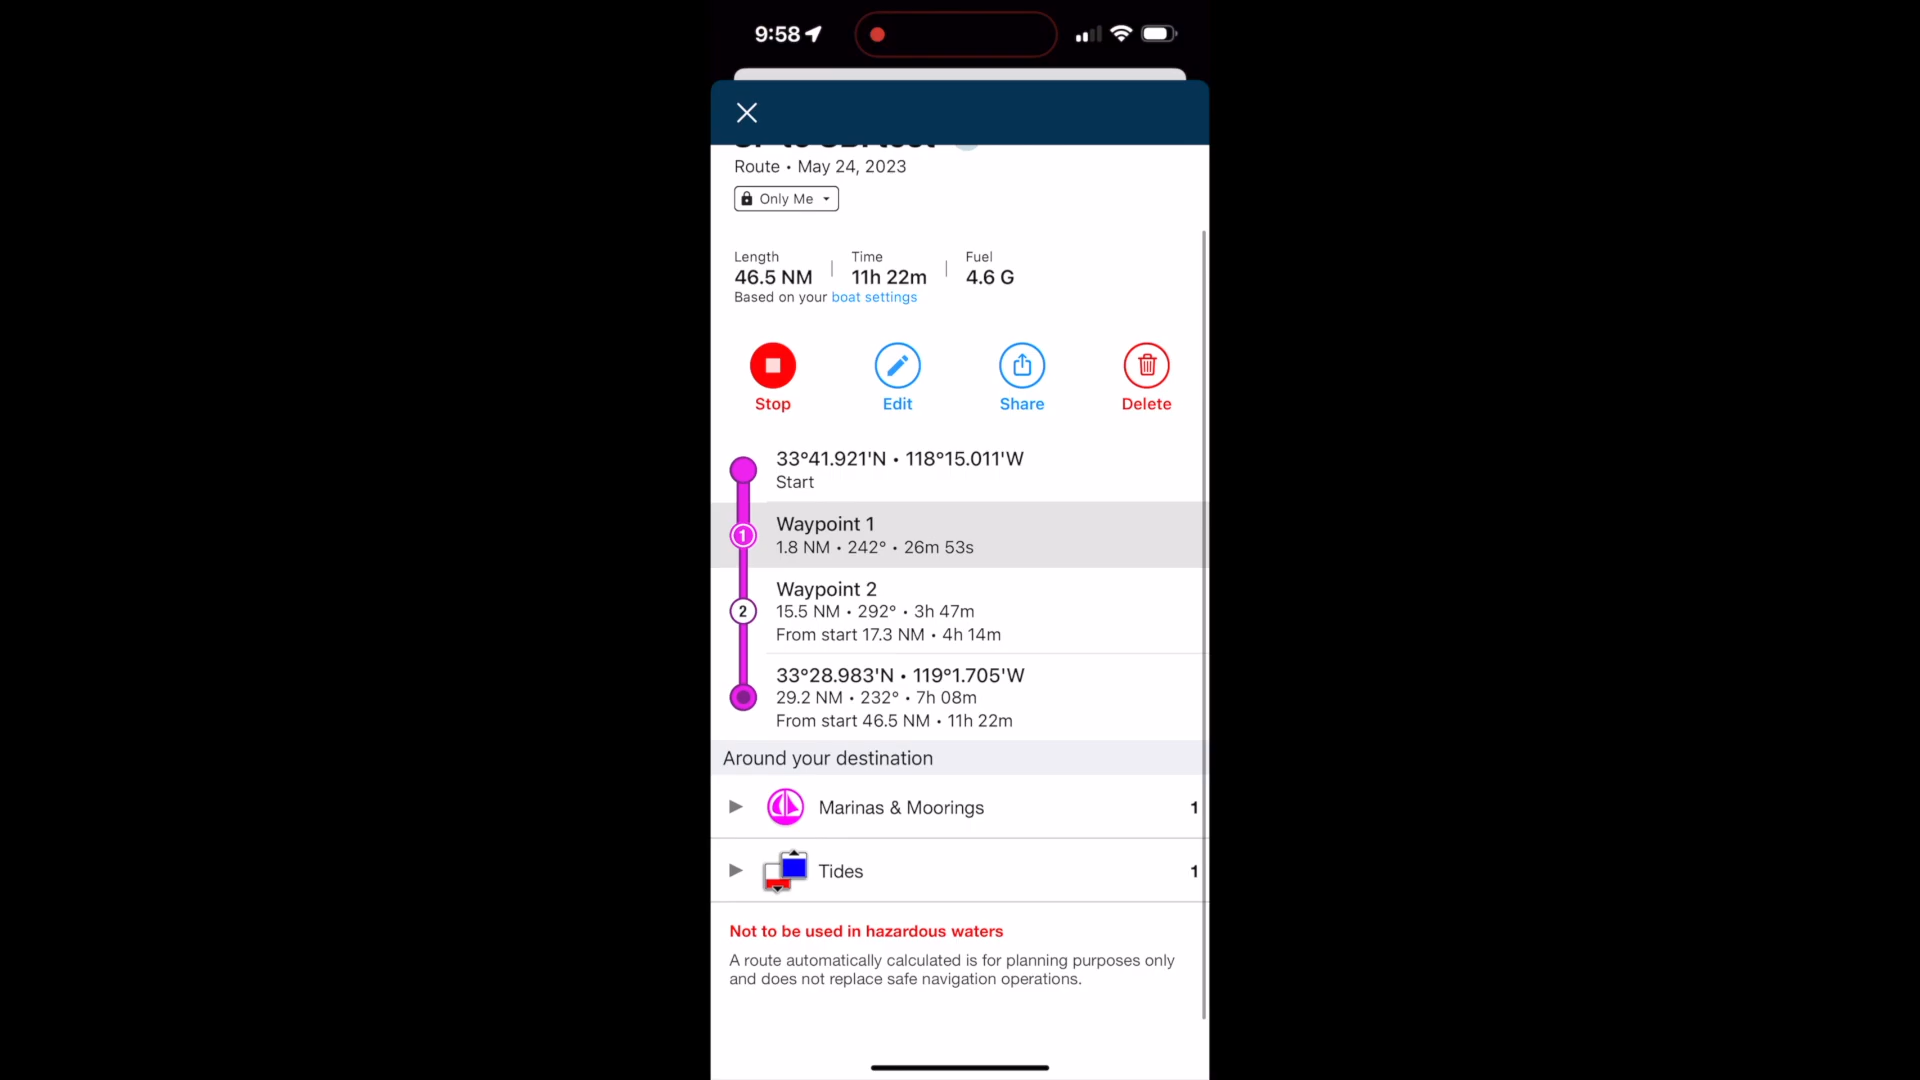 9:58
Route • May 24, 2023
Only Me
Length
Time
Fuel
46.5 NM
11h 22m
4.6 G
Based on your boat settings
Stop
Edit
Share
Delete
33°41.921'N • 118°15.011'W
Start
1
Waypoint 1
1.8 NM • 242° • 26m 53s
2
Waypoint 2
15.5 NM • 292° • 3h 47m
From start 17.3 NM • 4h 14m
33°28.983'N • 119°1.705'W
29.2 NM • 232° • 7h 08m
From start 46.5 NM • 11h 22m
Around your destination
Marinas & Moorings 1
Tides 1
Not to be used in hazardous waters
A route automatically calculated is for planning purposes only
and does not replace safe navigation operations.